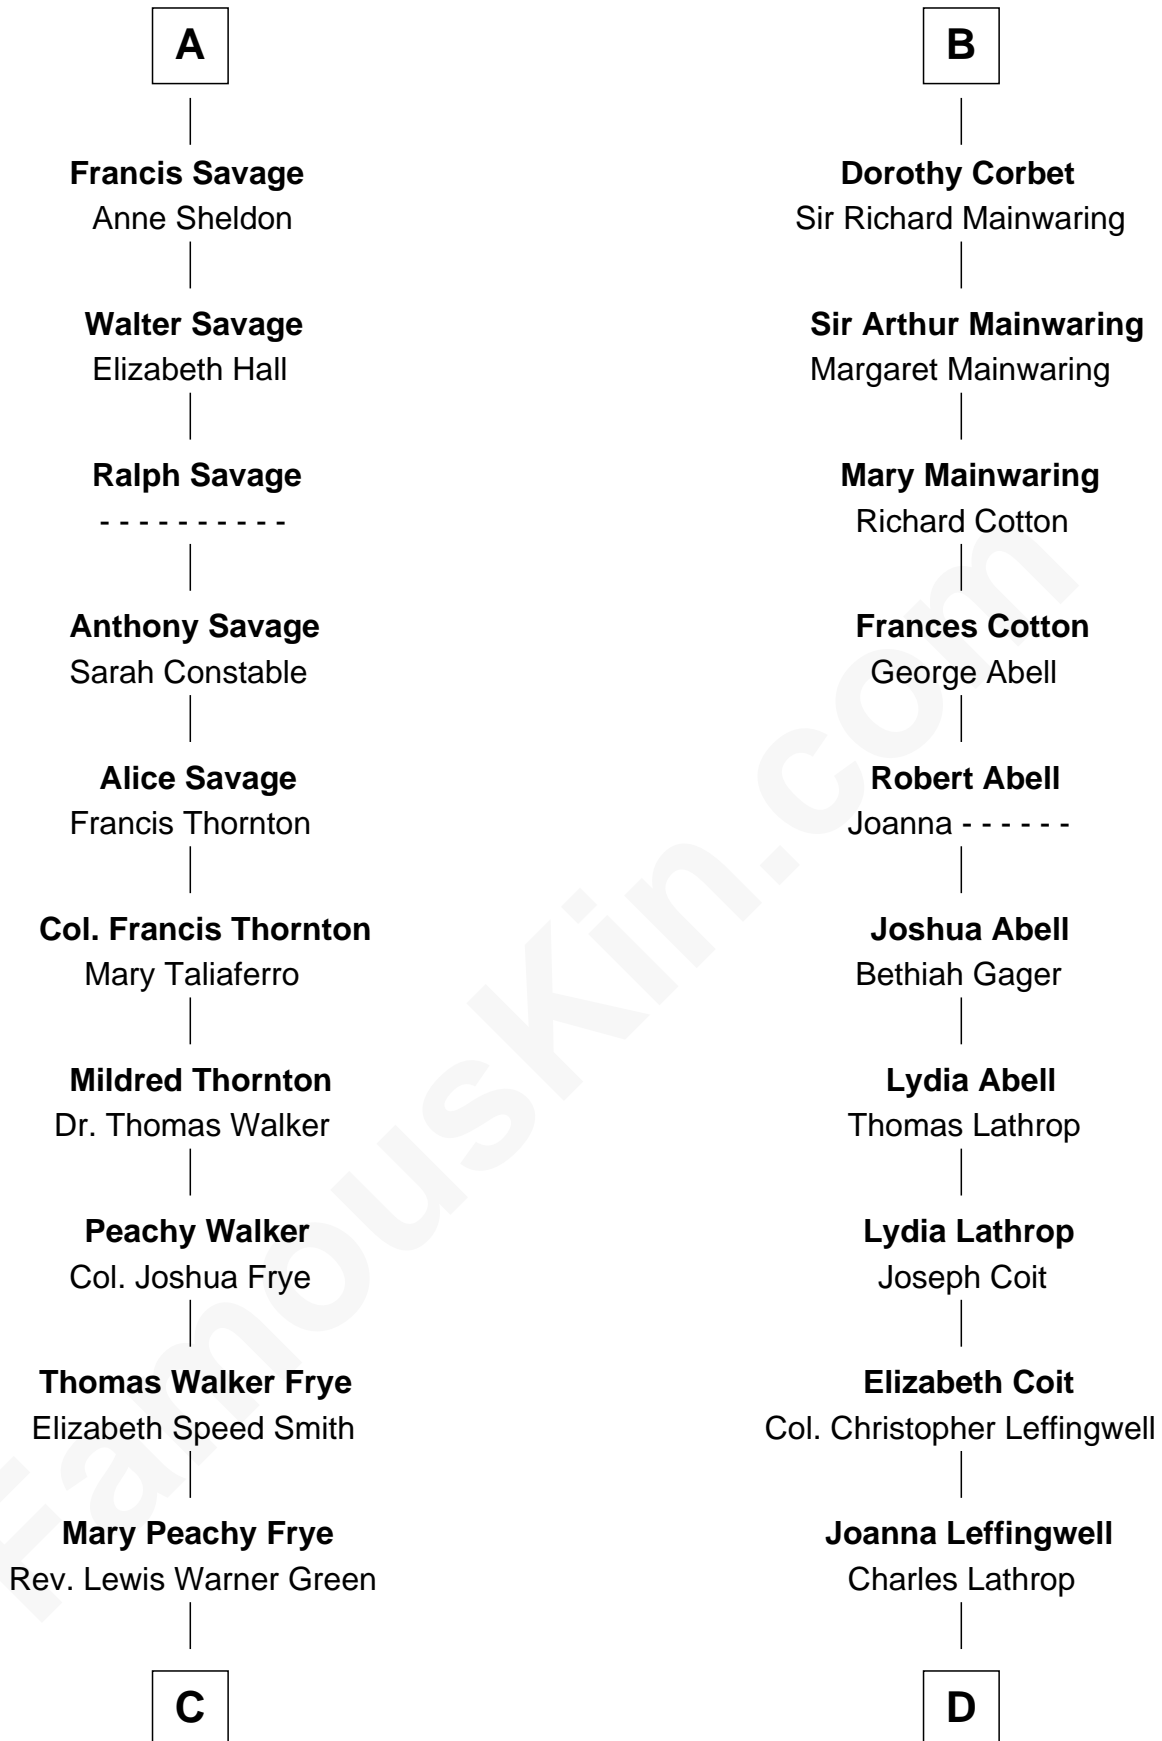 A
Francis Savage
Anne Sheldon
Walter Savage
Elizabeth Hall
Ralph Savage
- - - - - - - - - -
Anthony Savage
Sarah Constable
Alice Savage
Francis Thornton
Col. Francis Thornton
Mary Taliaferro
Mildred Thornton
Dr. Thomas Walker
Peachy Walker
Col. Joshua Frye
Thomas Walker Frye
Elizabeth Speed Smith
Mary Peachy Frye
Rev. Lewis Warner Green
C
B
Dorothy Corbet
Sir Richard Mainwaring
Sir Arthur Mainwaring
Margaret Mainwaring
Mary Mainwaring
Richard Cotton
Frances Cotton
George Abell
Robert Abell
Joanna - - - - - -
Joshua Abell
Bethiah Gager
Lydia Abell
Thomas Lathrop
Lydia Lathrop
Joseph Coit
Elizabeth Coit
Col. Christopher Leffingwell
Joanna Leffingwell
Charles Lathrop
D
FamousKin.com